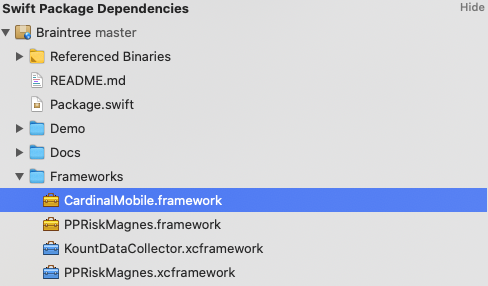 Swift Package Dependencies Hide
Braintree master
Referenced Binaries
README.md
Package.swift
Demo
Docs
Frameworks
CardinalMobile.framework
PPRiskMagnes.framework
KountDataCollector.xcframework
PPRiskMagnes.xcframework